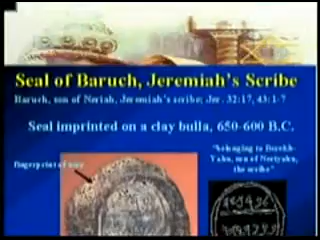 Seal of Baruch, Jeremiah's Scribe
Baruch, son of Neriah, Jeremiah's scribe; Jer. 32:17, 43:1-7
Seal imprinted on a clay bulla, 650-600 B.C.
"belonging to Berekh-
Yahu, son of Neriyahu,
the scribe"
fingerprint of